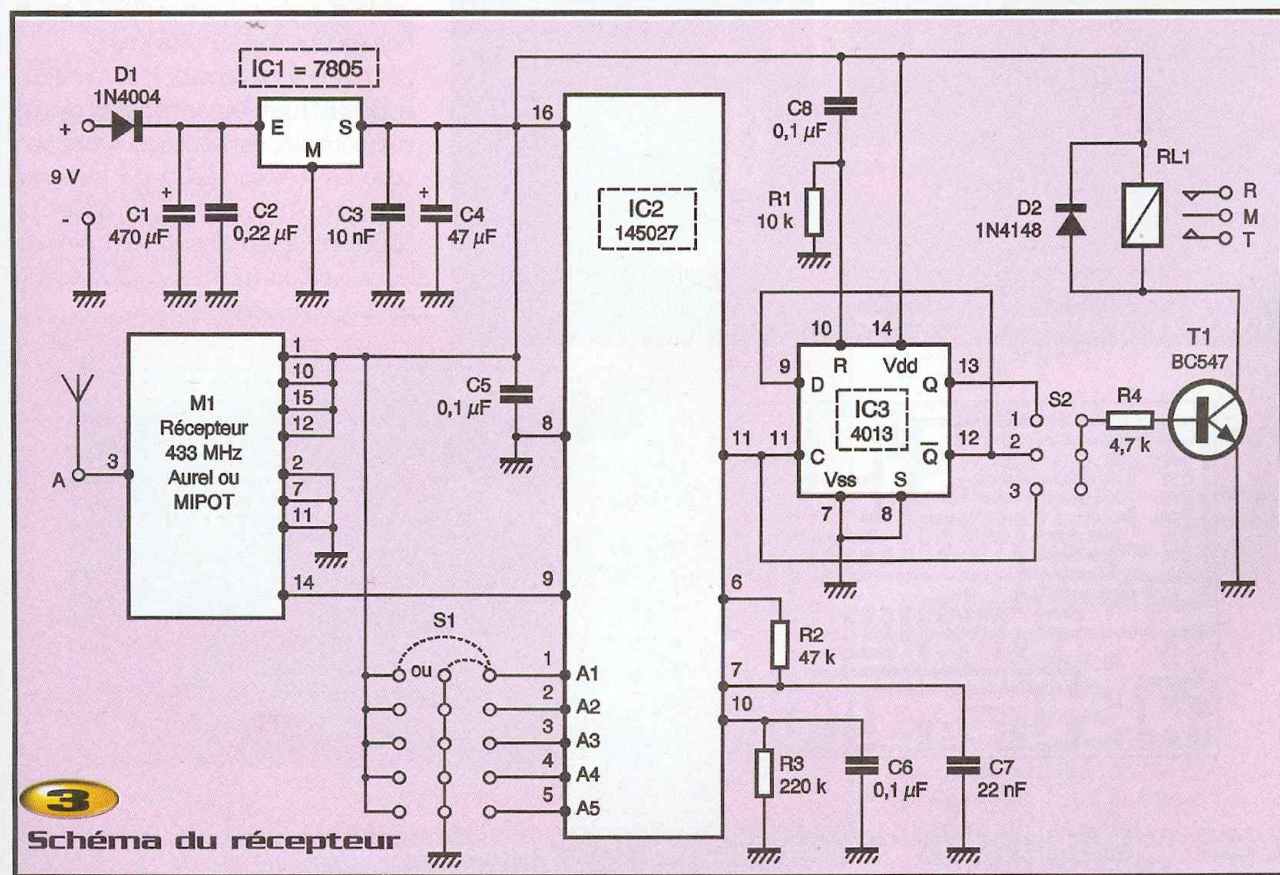 D1
1N4004
IC1 = 7805
+
9 V
-
E
S
M
+
C1
470 µF
C2
0,22 µF
C3
10 nF
+
C4
47 µF
16
IC2
145027
C8
0,1 µF
R1
10 k
D2
1N4148
RL1
R
M
T
A
3
M1
Récepteur
433 MHz
Aurel ou
MIPOT
1
10
15
12
2
7
11
14
C5
0,1 µF
8
9
11
10
14
9
R
Vdd
13
D
Q
IC3
4013
11
C
Q
12
Vss
S
7
8
S2
1
2
3
R4
4,7 k
T1
BC547
S1
ou
1
A1
2
A2
3
A3
4
A4
5
A5
6
R2
47 k
7
10
R3
220 k
C6
0,1 µF
C7
22 nF
3
Schéma du récepteur